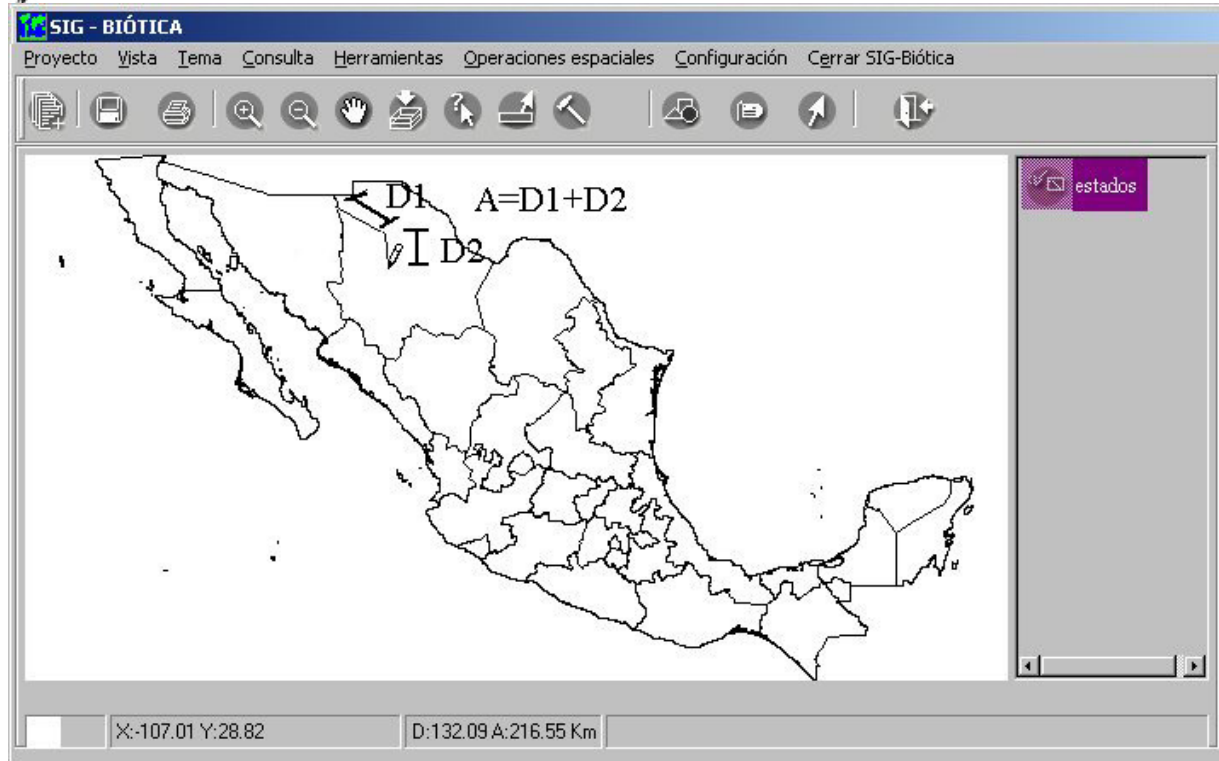 SIG - BIÓTICA
Proyecto Vista Tema Consulta Herramientas Operaciones espaciales Configuración Cerrar SIG-Biótica
D1 A=D1+D2
D2
estados
X:-107.01 Y:28.82 D:132.09 A:216.55 Km